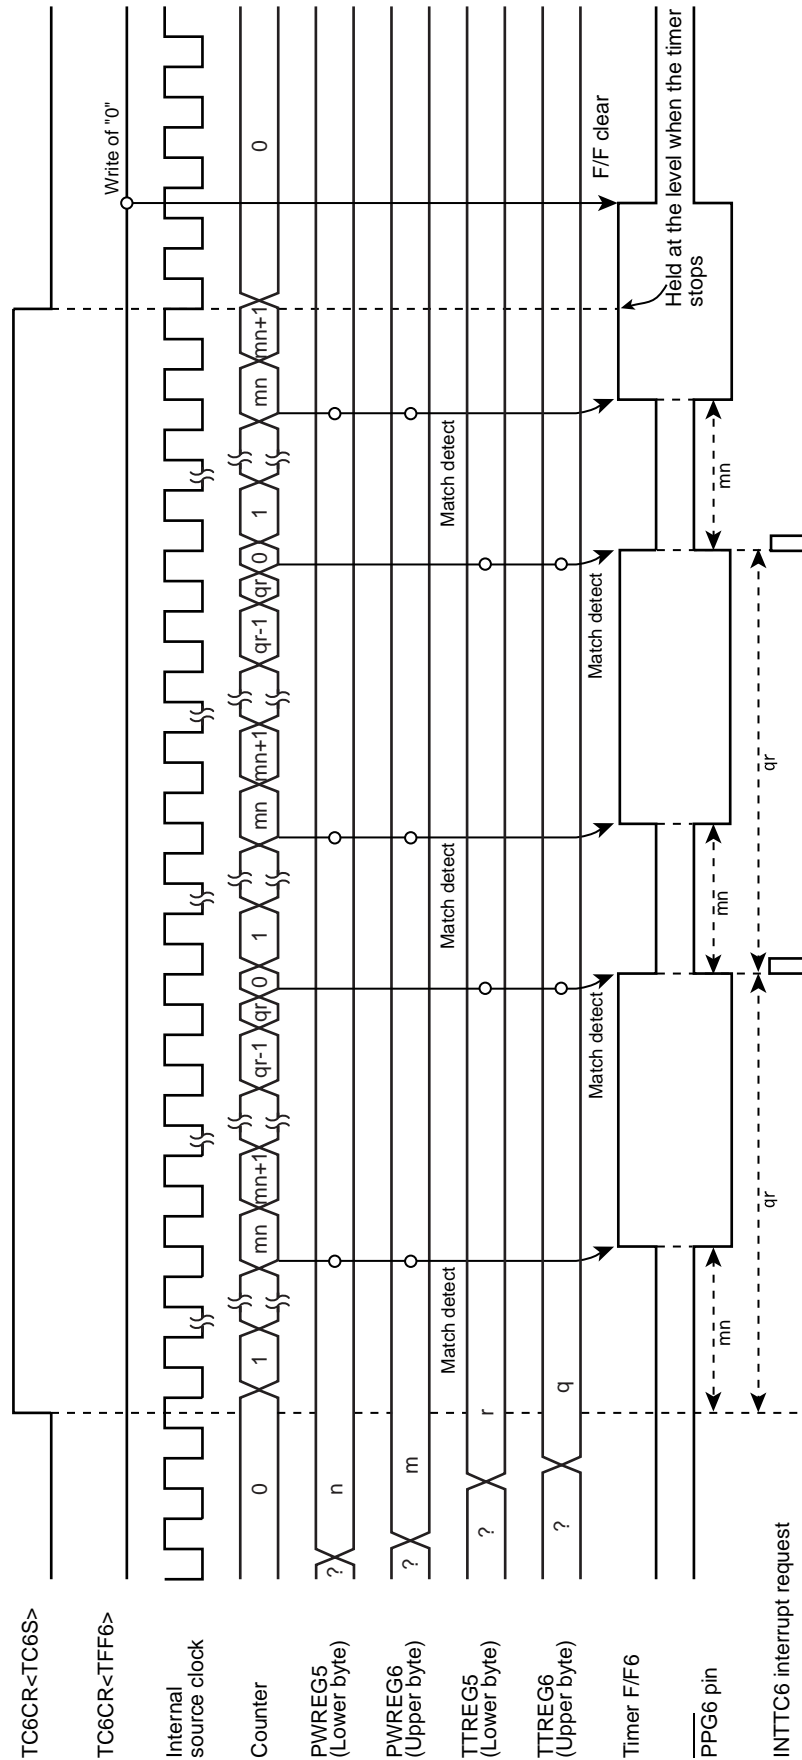 TC6CR<TC6S>
TC6CR<TFF6>
Write of "0"
Internal
source clock
Counter
0
1
mn
mn+1
qr-1
qr
0
1
mn
mn+1
qr-1
qr
0
1
mn
mn+1
0
PWREG5
(Lower byte)
?
n
PWREG6
(Upper byte)
?
m
Match detect
Match detect
Match detect
TTREG5
(Lower byte)
?
r
TTREG6
(Upper byte)
?
q
Match detect
Match detect
F/F clear
Timer F/F6
Held at the level when the timer
stops
PPG6 pin
mn
mn
mn
qr
qr
INTTC6 interrupt request